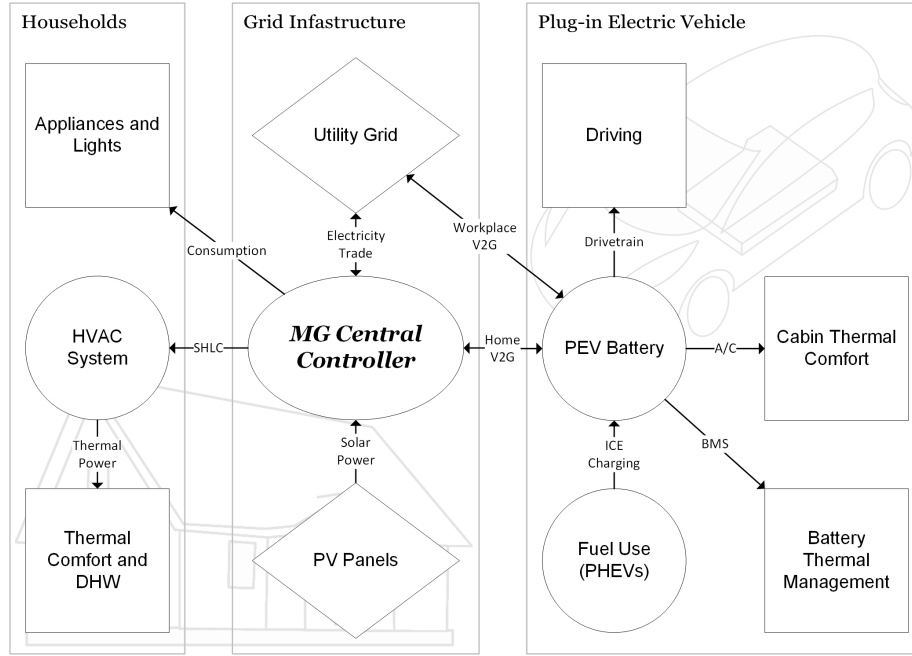 Households
Grid Infastructure
Plug-in Electric Vehicle
Appliances and
Lights
Utility Grid
Driving
Consumption
Electricity
Trade
Workplace
V2G
Drivetrain
HVAC
System
SHLC
MG Central
Controller
Home
V2G
PEV Battery
A/C
Cabin Thermal
Comfort
Thermal
Power
Solar
Power
ICE
Charging
BMS
Thermal
Comfort and
DHW
PV Panels
Fuel Use
(PHEVs)
Battery
Thermal
Management